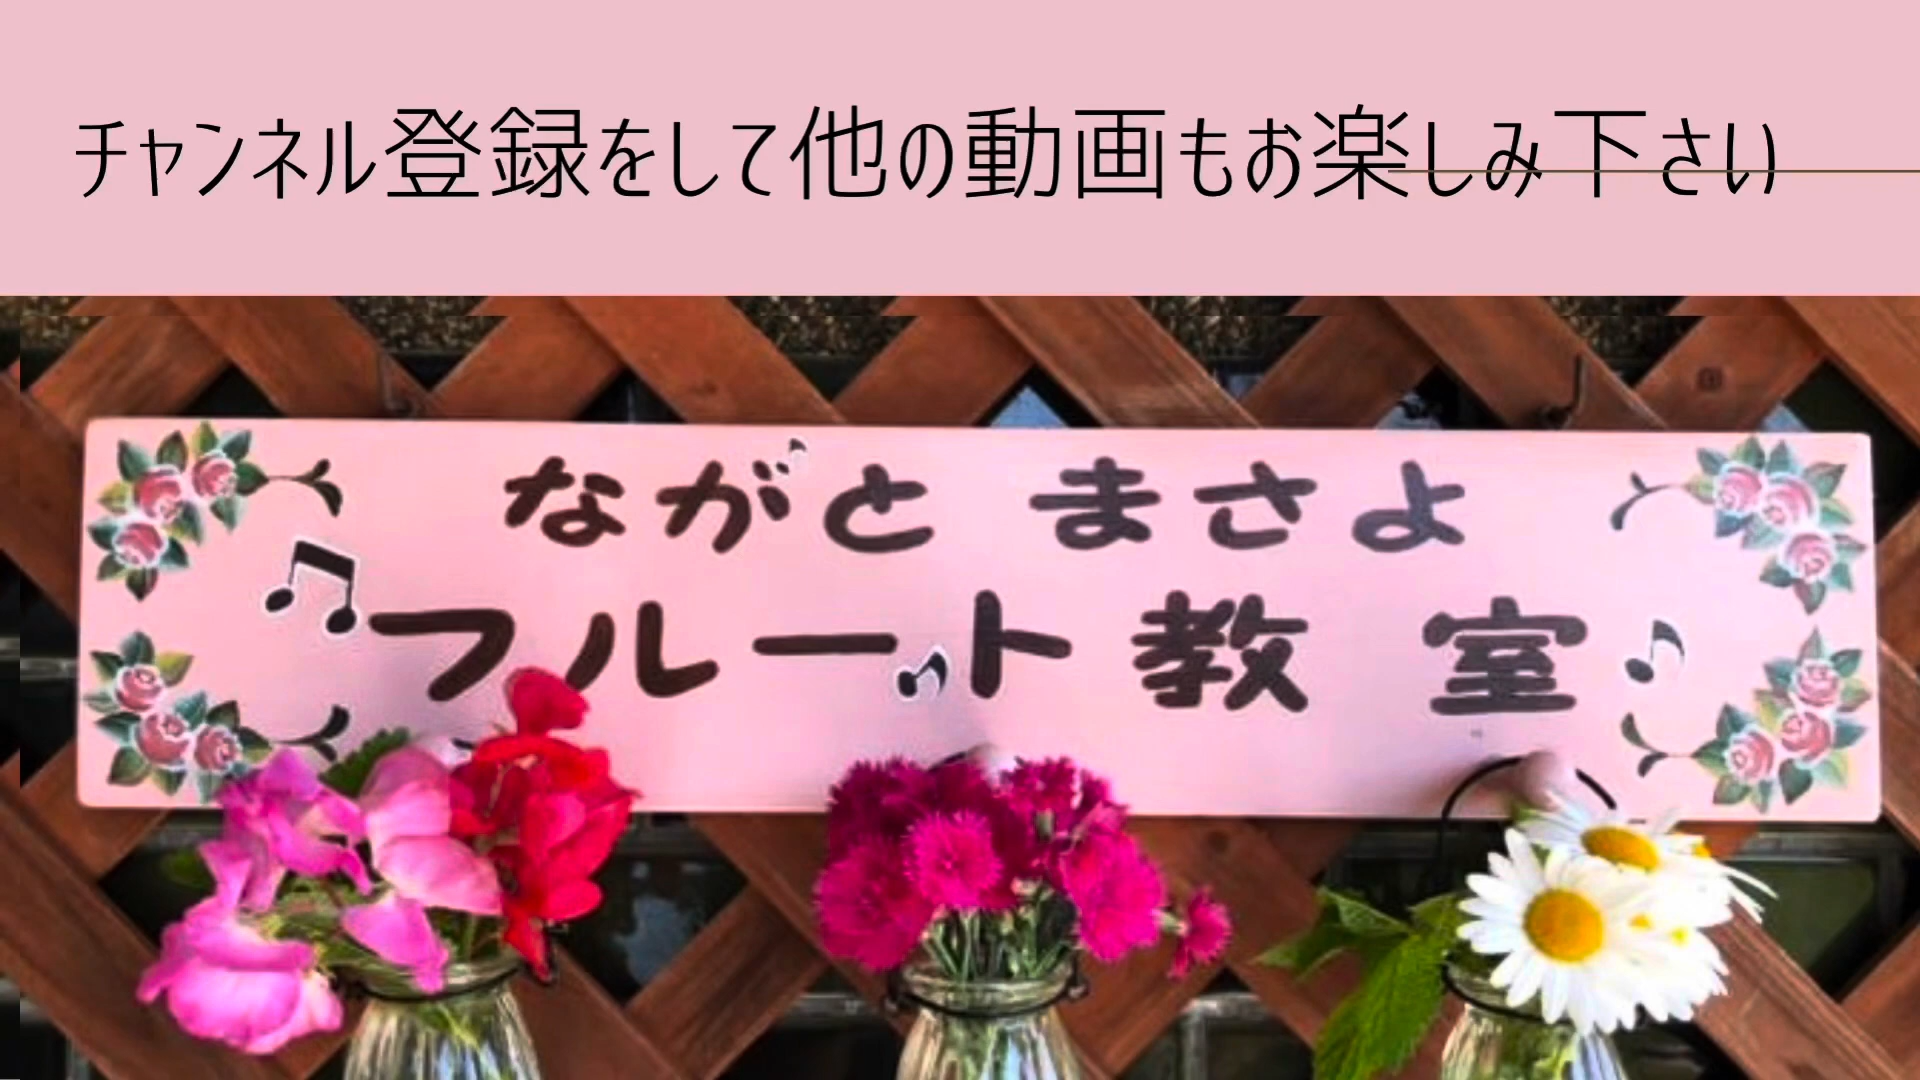 チャンネル登録をして他の動画もお楽しみ下さい
ながと まさよ
フルート教室